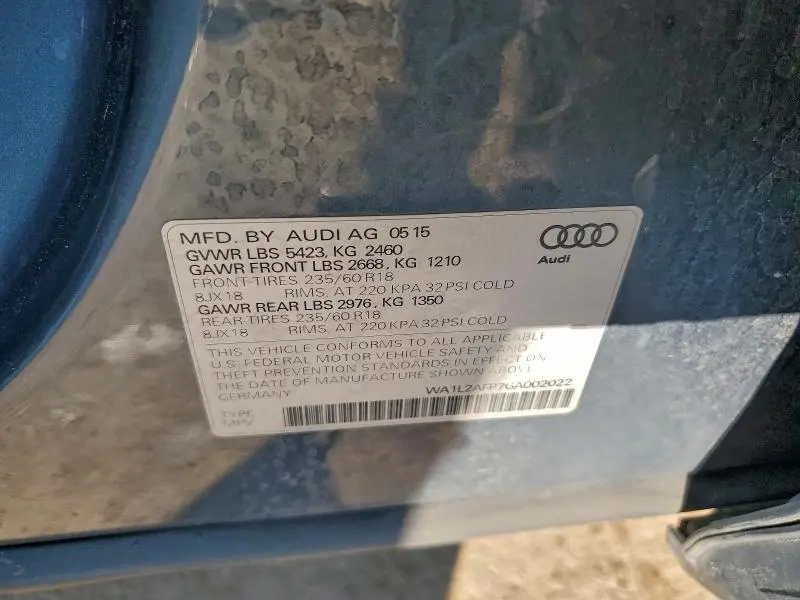 MFD. BY AUDI AG 05 15
GVWR LBS 5423, KG 2460
GAWR FRONT LBS 2668, KG 1210
FRONT-TIRES 235/60 R18
8JX18 RIMS, AT 220 KPA 32 PSI COLD
GAWR REAR LBS 2976, KG 1350
REAR-TIRES 235/60 R18
8JX18 RIMS, AT 220 KPA 32 PSI COLD
THIS VEHICLE CONFORMS TO ALL APPLICABLE
U.S. FEDERAL MOTOR VEHICLE SAFETY AND
THEFT PREVENTION STANDARDS IN EFFECT ON
THE DATE OF MANUFACTURE SHOWN ABOVE
GERMANY WA1L2AFP7GA002022
TYPE
MPV
Audi